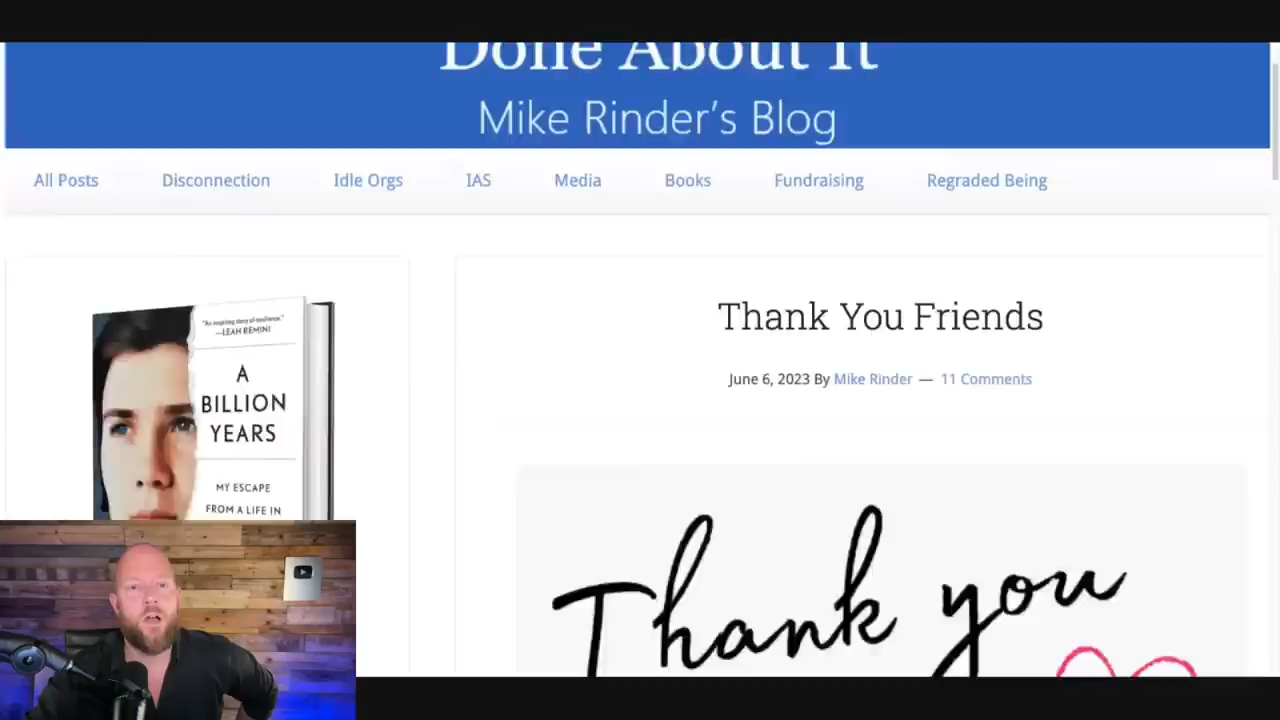 Done About It
Mike Rinder's Blog
All Posts Disconnection Idle Orgs IAS Media Books Fundraising Regraded Being
"An inspiring story of resilience."
—LEAH REMINI
A
BILLION
YEARS
MY ESCAPE
FROM A LIFE IN
Thank You Friends
June 6, 2023 By Mike Rinder — 11 Comments
Thank you